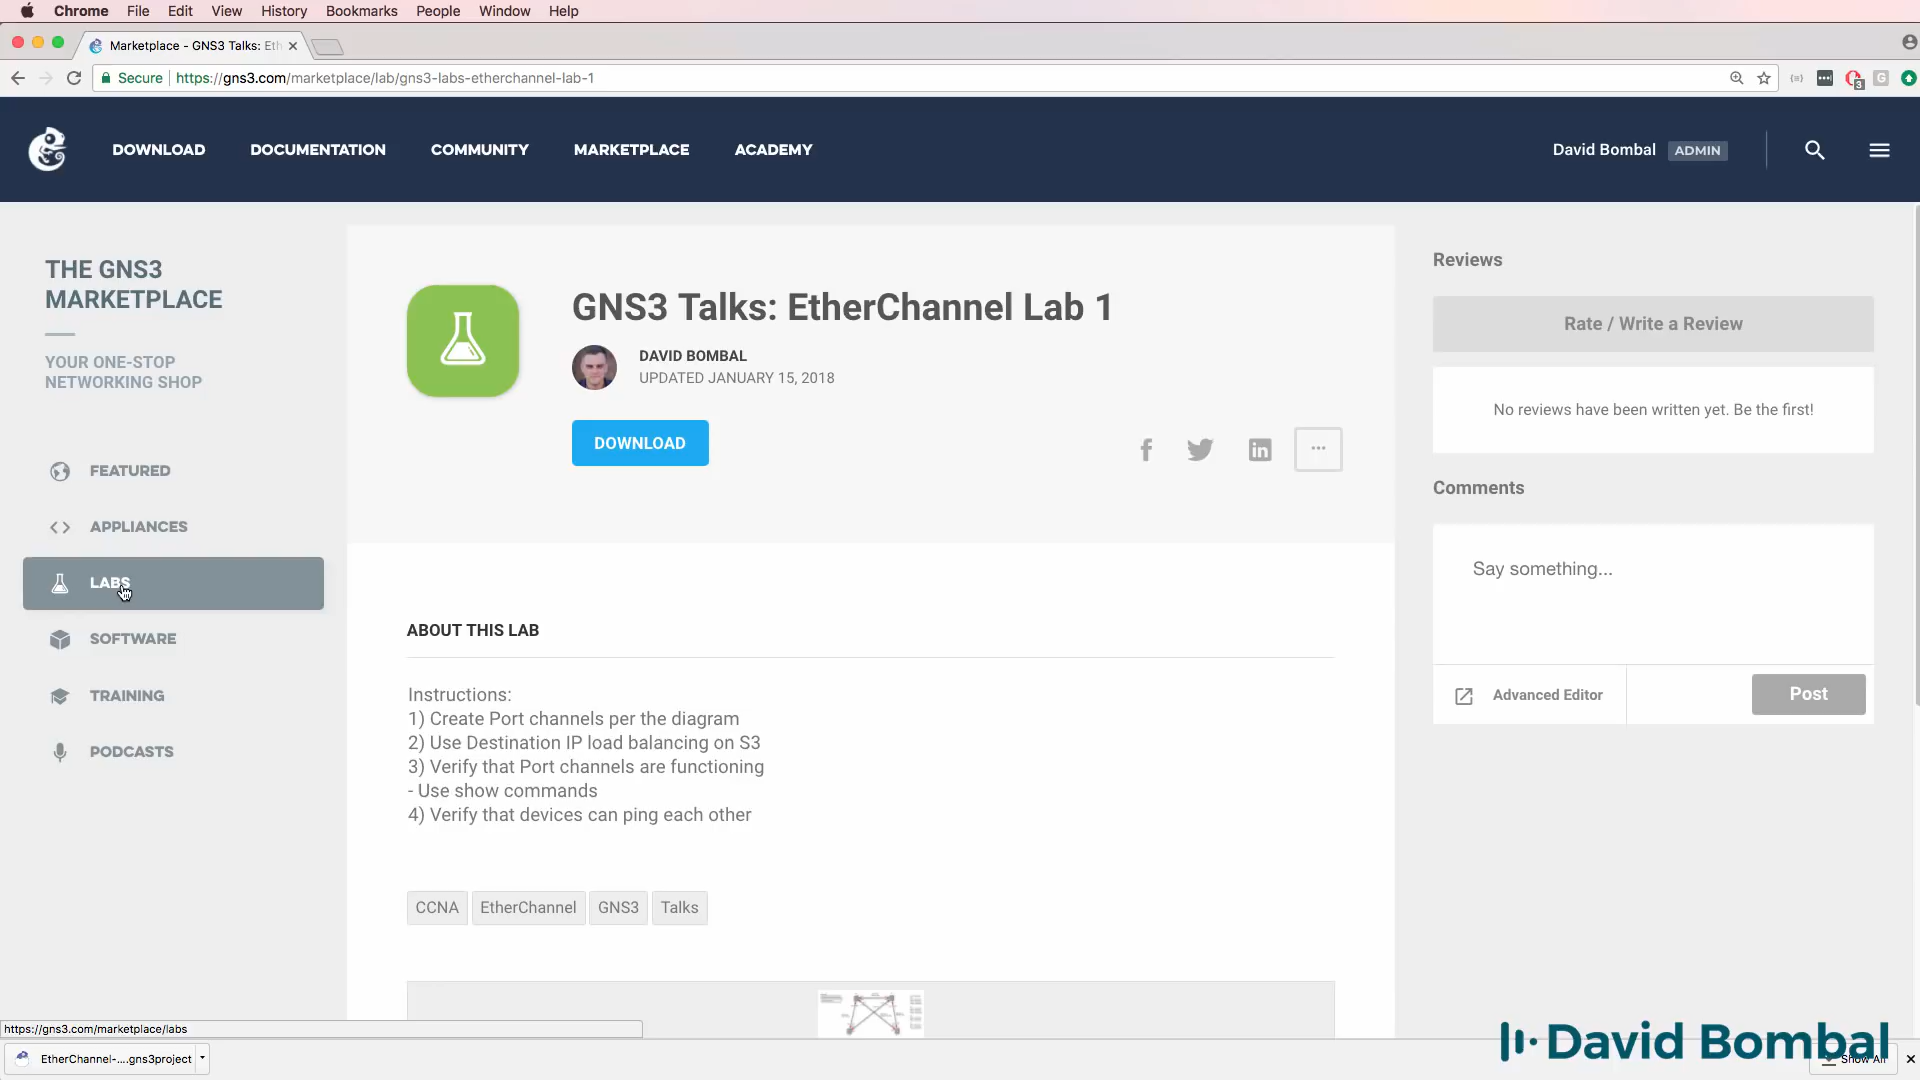 Chrome File Edit View History Bookmarks People Window Help
Marketplace - GNS3 Talks: Eth
Secure https://gns3.com/marketplace/lab/gns3-labs-etherchannel-lab-1
3
G
DOWNLOAD DOCUMENTATION COMMUNITY MARKETPLACE ACADEMY
David Bombal ADMIN
THE GNS3
MARKETPLACE
YOUR ONE-STOP
NETWORKING SHOP
FEATURED
APPLIANCES
LABS
SOFTWARE
TRAINING
PODCASTS
GNS3 Talks: EtherChannel Lab 1
DAVID BOMBAL
UPDATED JANUARY 15, 2018
DOWNLOAD
ABOUT THIS LAB
Instructions:
1) Create Port channels per the diagram
2) Use Destination IP load balancing on S3
3) Verify that Port channels are functioning
- Use show commands
4) Verify that devices can ping each other
CCNA EtherChannel GNS3 Talks
Reviews
Rate / Write a Review
No reviews have been written yet. Be the first!
Comments
Say something...
Advanced Editor
Post
https://gns3.com/marketplace/labs
EtherChannel-....gns3project
David Bombal
Show All